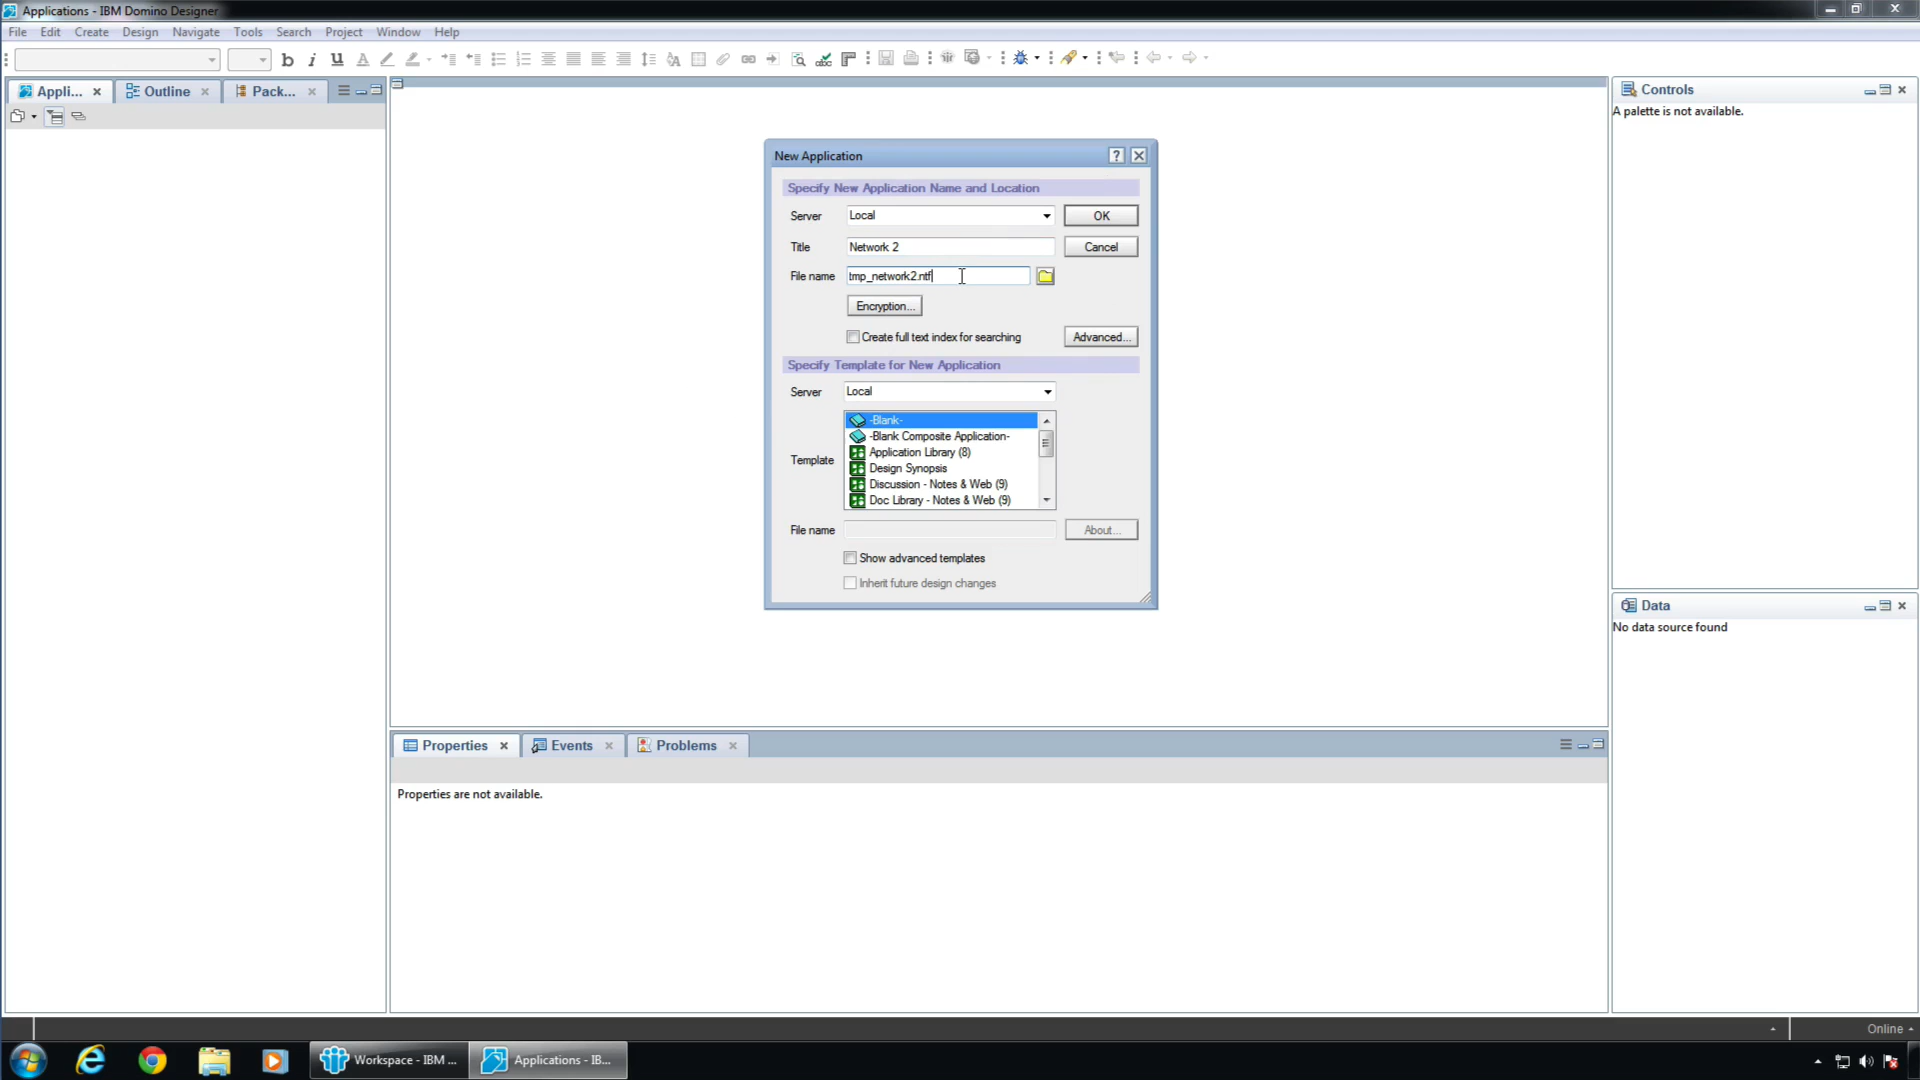 Applications - IBM Domino Designer
File Edit Create Design Navigate Tools Search Project Window Help
b i u A
Appli... Outline Pack...
Controls
A palette is not available.
New Application
Specify New Application Name and Location
Server Local OK
Title Network 2 Cancel
File name tmp_network2.ntf
Encryption...
Create full text index for searching Advanced...
Specify Template for New Application
Server Local
Template
-Blank-
-Blank Composite Application-
Application Library (8)
Design Synopsis
Discussion - Notes & Web (9)
Doc Library - Notes & Web (9)
File name About...
Show advanced templates
Inherit future design changes
Data
No data source found
Properties Events Problems
Properties are not available.
Online
Workspace - IBM ... Applications - IB...